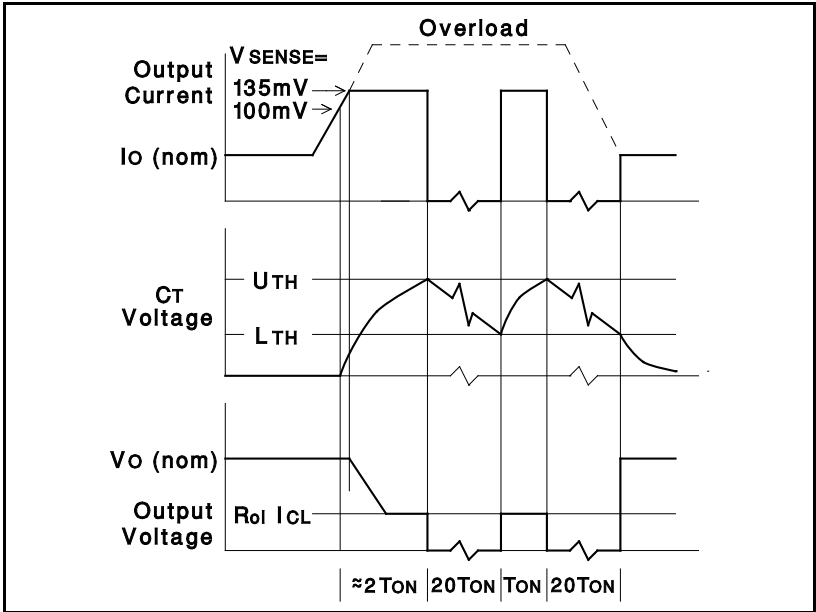 Overload
VSENSE=
Output
Current
135mV
100mV
IO (nom)
UTH
CT
Voltage
LTH
VO (nom)
Output
Voltage
Rol ICL
≈2TON 20TON TON 20TON